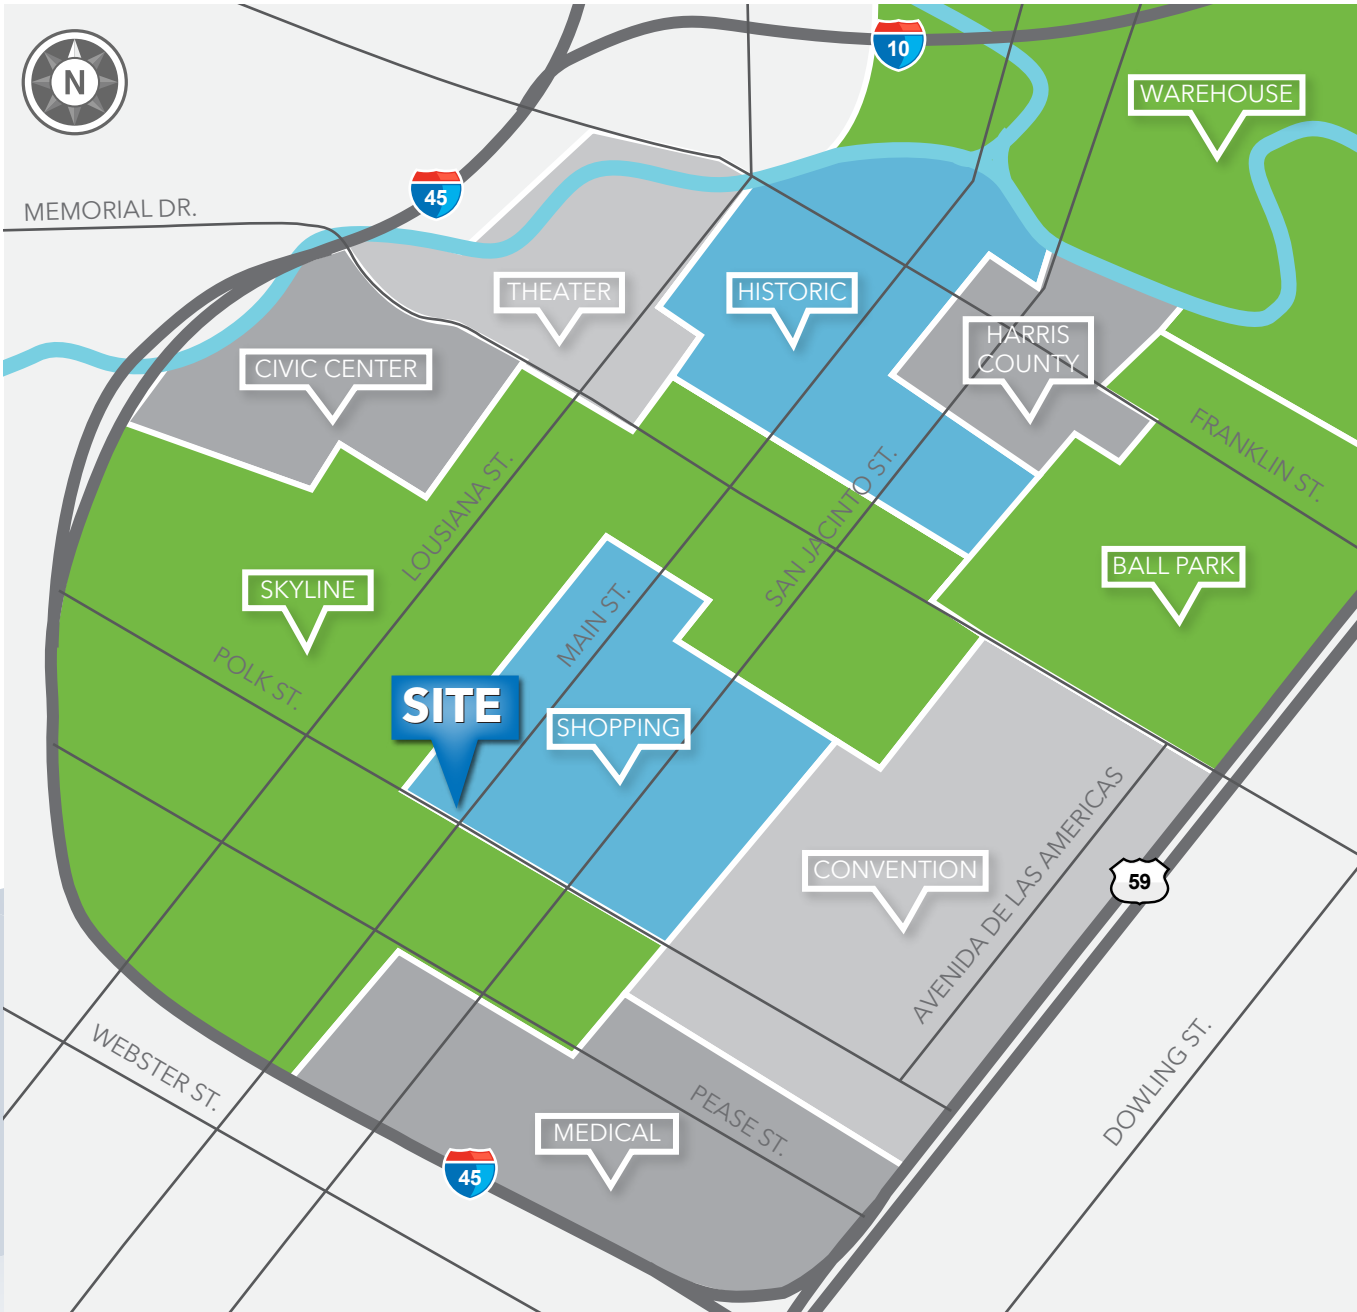 10
N
WAREHOUSE
45
MEMORIAL DR.
THEATER
HISTORIC
HARRIS
COUNTY
CIVIC CENTER
FRANKLIN ST.
LOUSIANA ST.
SAN JACINTO ST.
BALL PARK
SKYLINE
MAIN ST.
POLK ST.
SITE
SHOPPING
CONVENTION
AVENIDA DE LAS AMERICAS
59
WEBSTER ST.
DOWLING ST.
PEASE ST.
MEDICAL
45